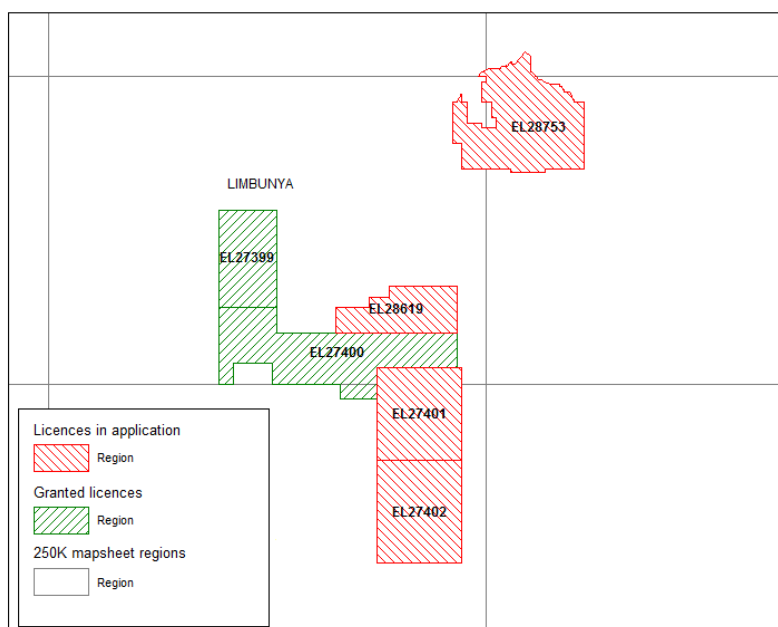 EL28753
LIMBUNYA
EL27399
EL28619
EL27400
EL27401
EL27402
Licences in application
Region
Granted licences
Region
250K mapsheet regions
Region